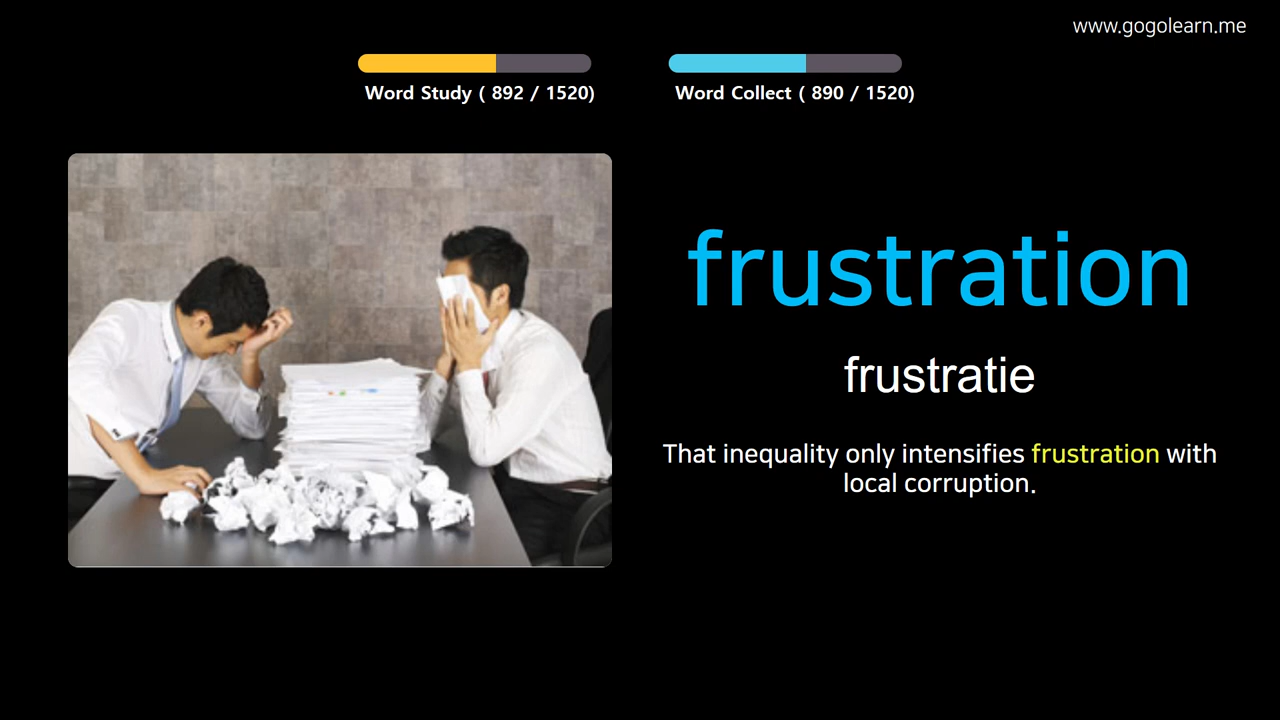 www.gogolearn.me
Word Study ( 892 / 1520)
Word Collect ( 890 / 1520)
frustration
frustratie
That inequality only intensifies frustration with
local corruption.